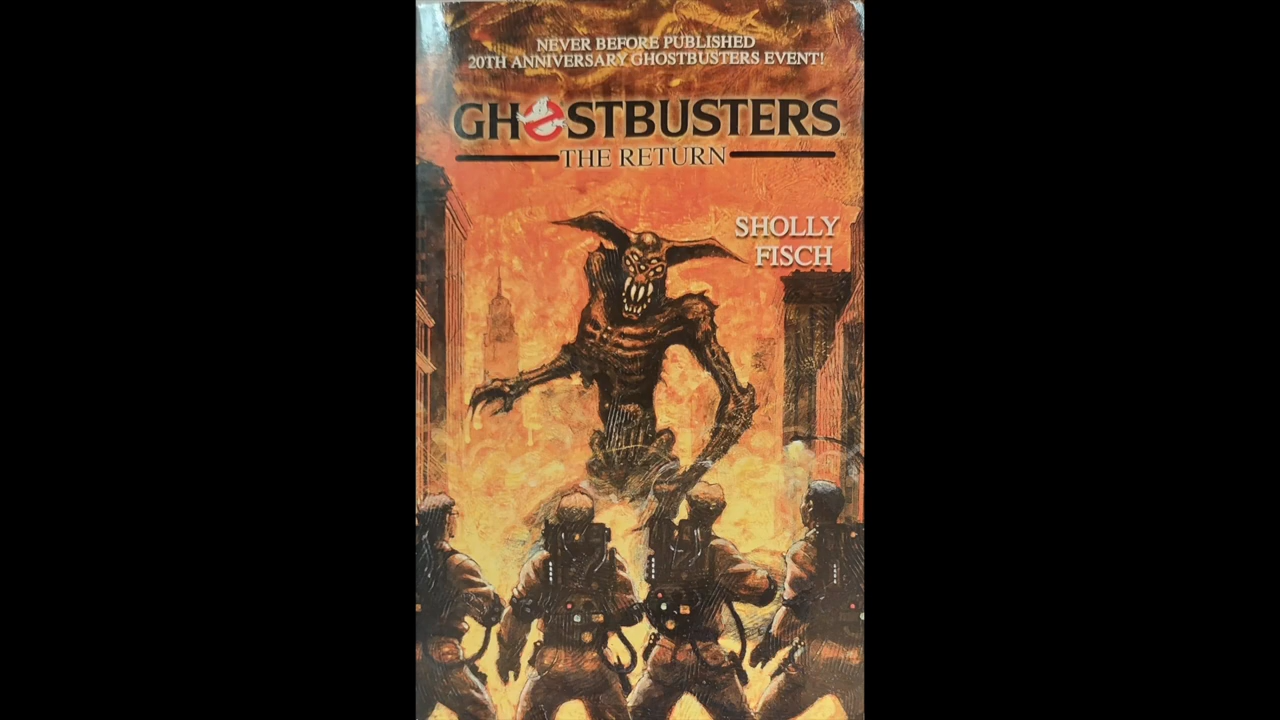 NEVER BEFORE PUBLISHED
20TH ANNIVERSARY GHOSTBUSTERS EVENT!
GHOSTBUSTERS
THE RETURN
SHOLLY
FISCH